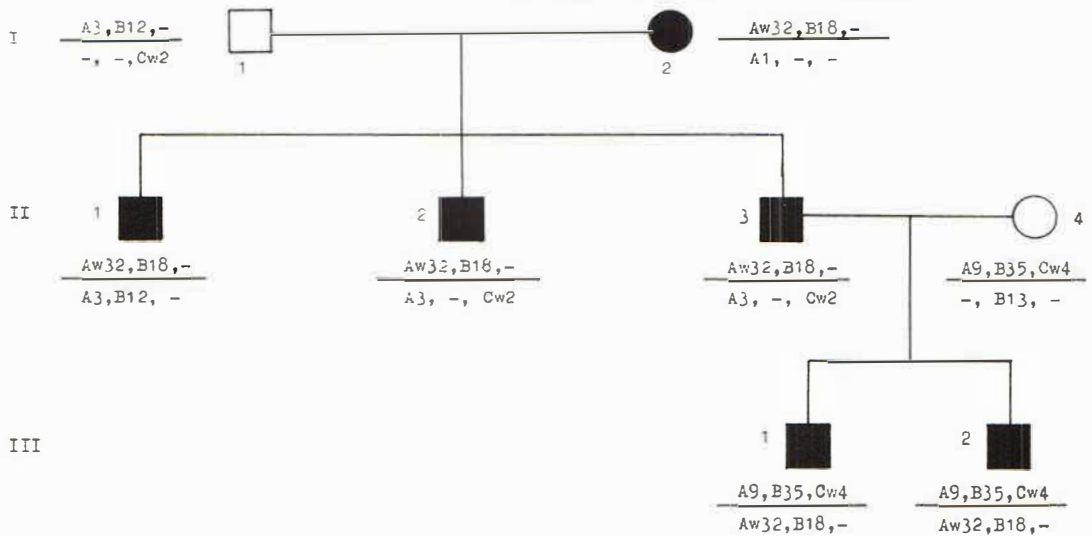 I
A3,B12,-
-, -,Cw2
1
2
Aw32,B18,-
A1, -, -
II
1
Aw32,B18,-
A3,B12, -
2
Aw32,B18,-
A3, -, Cw2
3
Aw32,B18,-
A3, -, Cw2
4
A9,B35,Cw4
-, B13, -
III
1
A9,B35,Cw4
Aw32,B18,-
2
A9,B35,Cw4
Aw32,B18,-